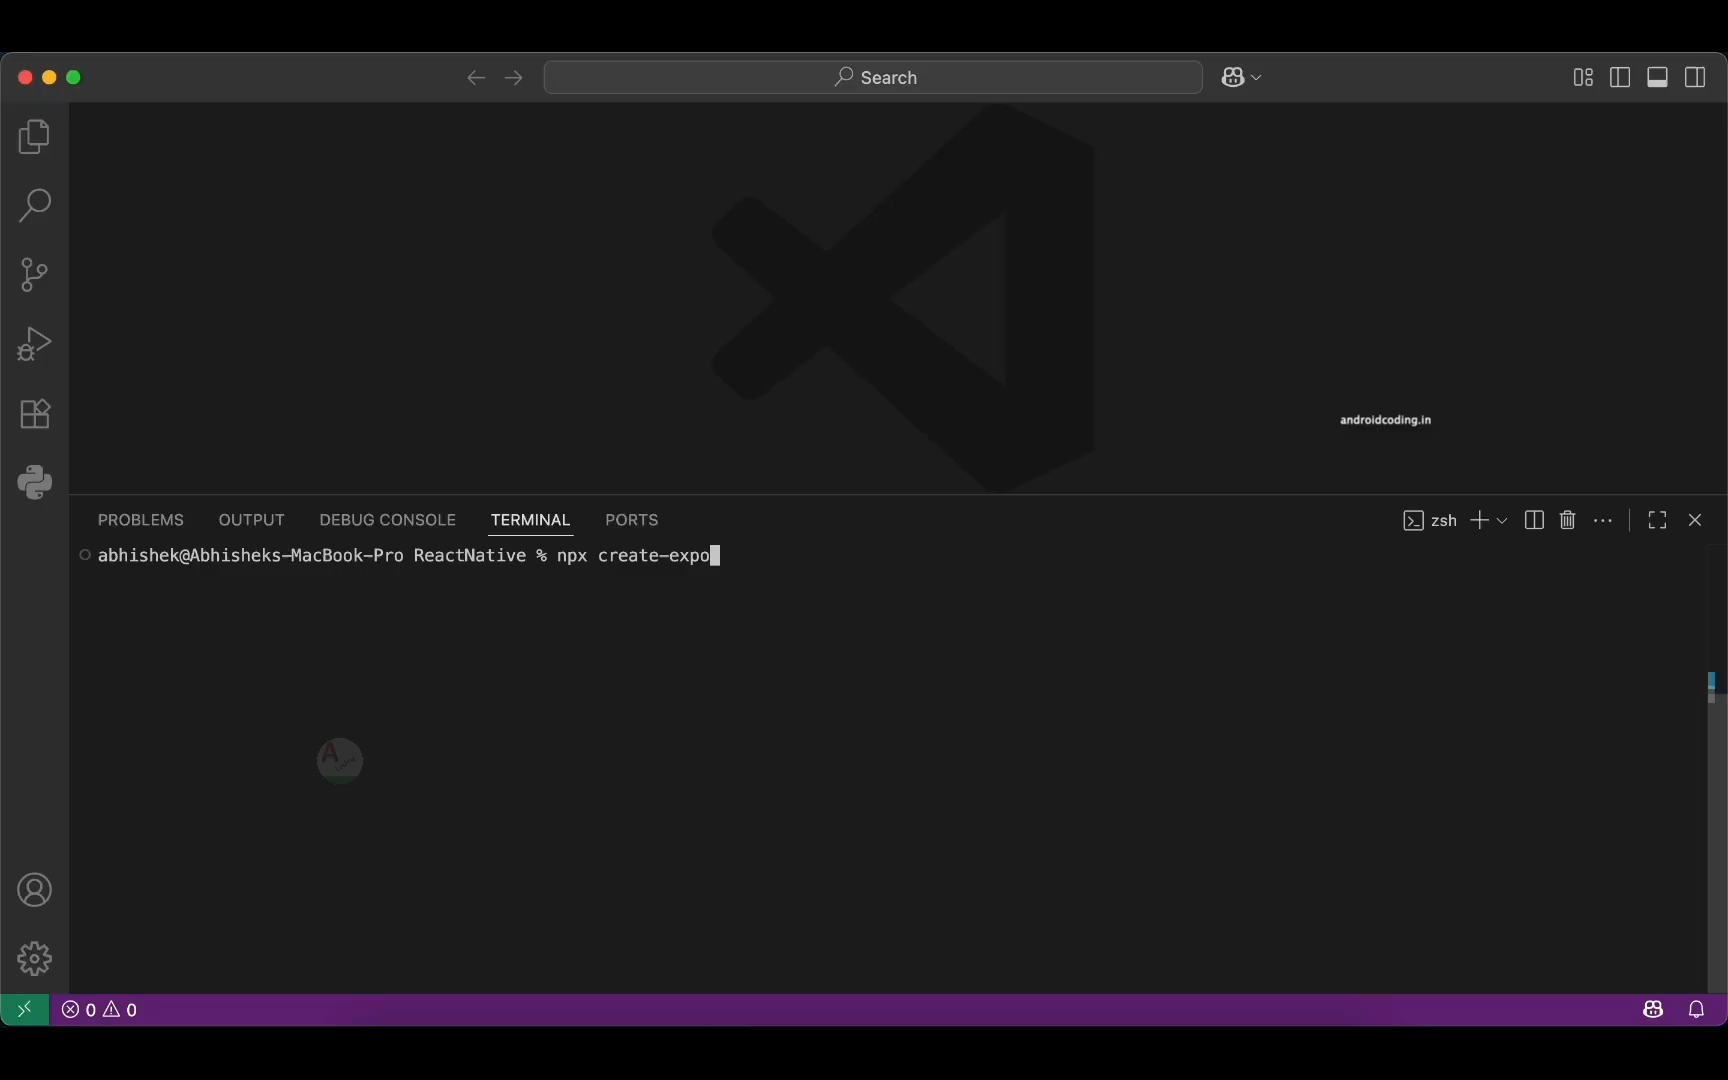 Search
androidcoding.in
PROBLEMS OUTPUT DEBUG CONSOLE TERMINAL PORTS zsh
abhishek@Abhisheks-MacBook-Pro ReactNative % npx create-expo
A
0 0